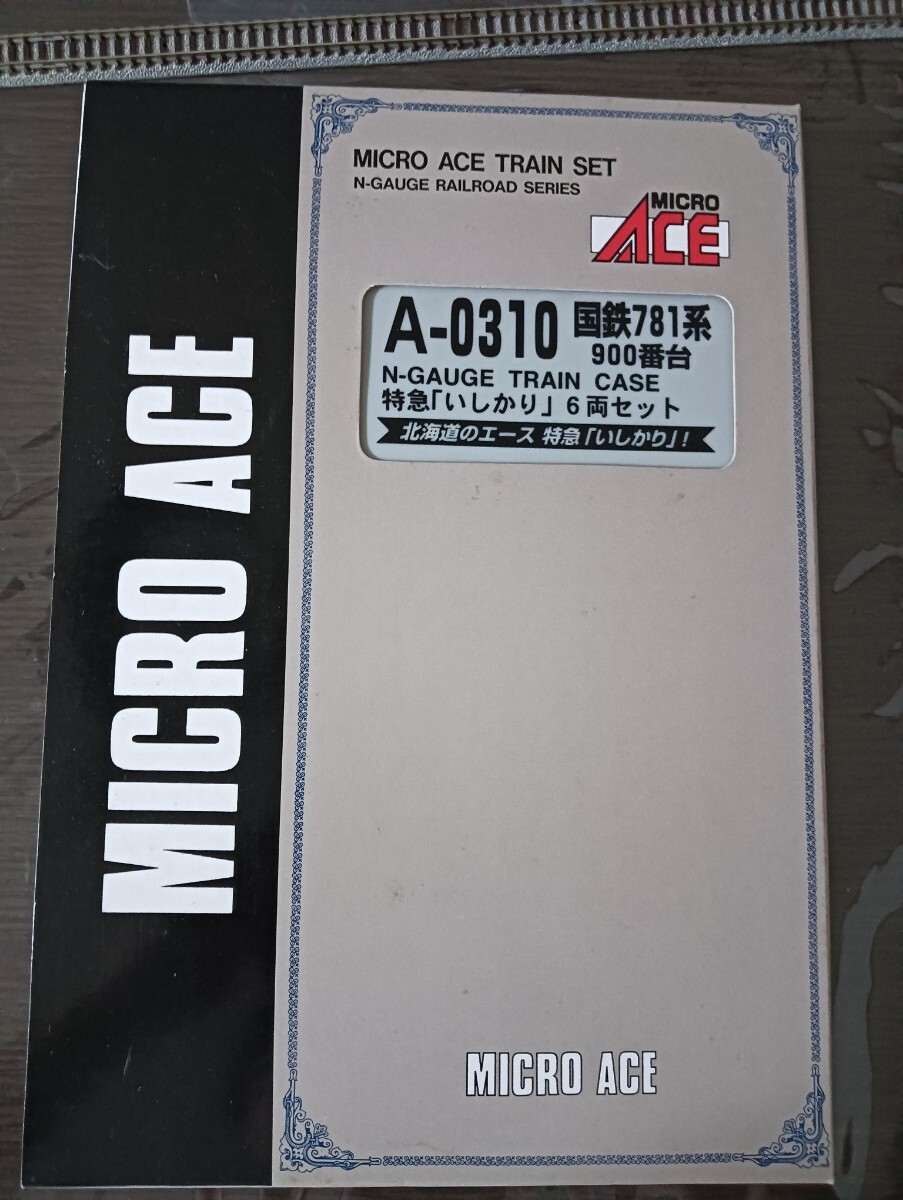 MICRO ACE
MICRO ACE TRAIN SET
N-GAUGE RAILROAD SERIES
MICRO
ACE
A-0310 国鉄781系
900番台
N-GAUGE TRAIN CASE
特急「いしかり」6両セット
北海道のエース 特急「いしかり」!
MICRO ACE